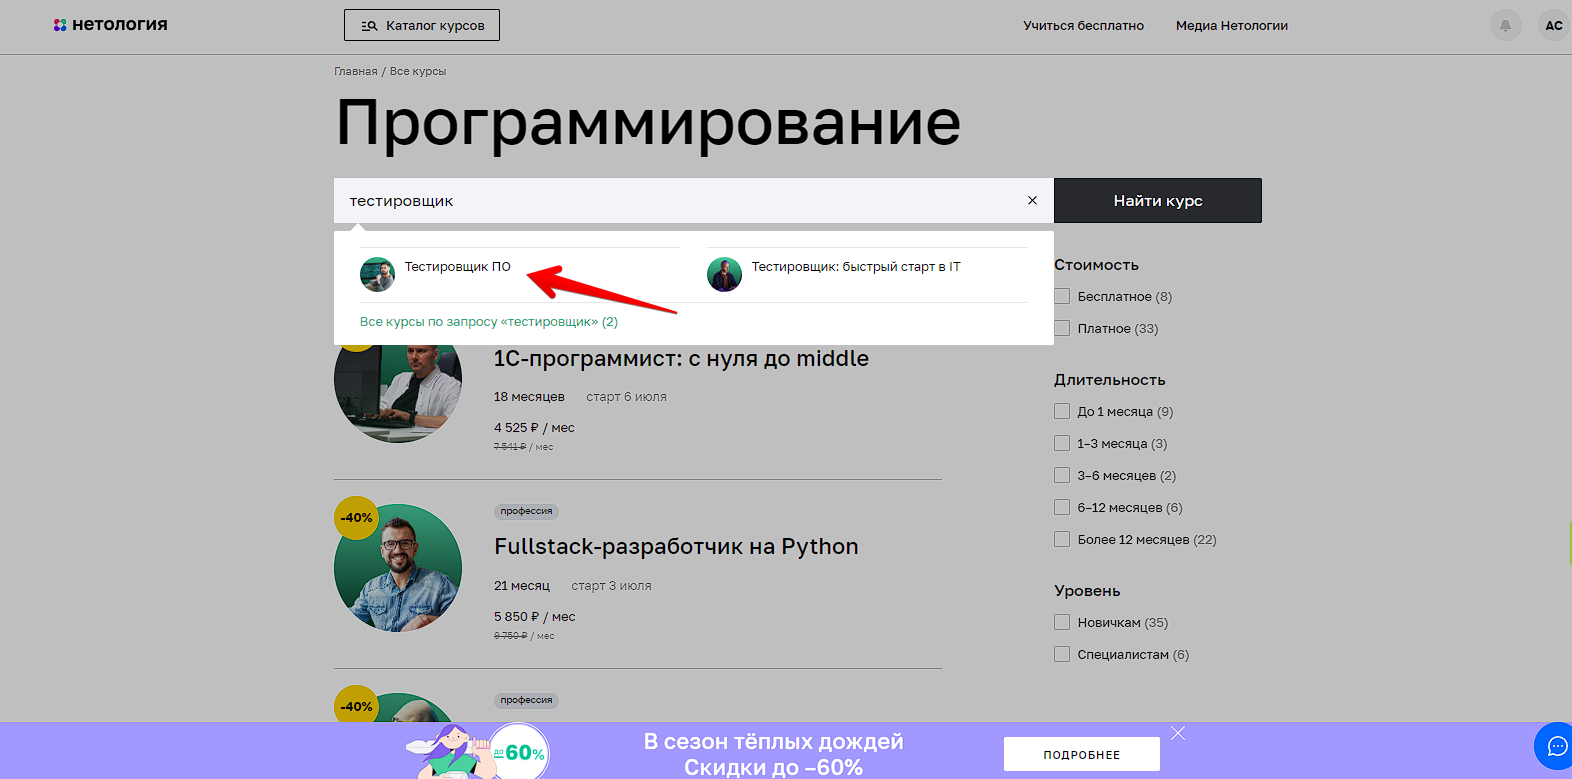 нетология
Каталог курсов
Учиться бесплатно
Медиа Нетологии
АС
Главная / Все курсы
Программирование
тестировщик
Найти курс
Тестировщик ПО
Тестировщик: быстрый старт в IT
Все курсы по запросу «тестировщик» (2)
1С-программист: с нуля до middle
18 месяцев старт 6 июля
4 525 ₽ / мес
7 541 ₽ / мес
-40%
профессия
Fullstack-разработчик на Python
21 месяц старт 3 июля
5 850 ₽ / мес
9 750 ₽ / мес
-40%
профессия
Стоимость
Бесплатное (8)
Платное (33)
Длительность
До 1 месяца (9)
1–3 месяца (3)
3–6 месяцев (2)
6–12 месяцев (6)
Более 12 месяцев (22)
Уровень
Новичкам (35)
Специалистам (6)
до 60%
В сезон тёплых дождей
Скидки до –60%
ПОДРОБНЕЕ